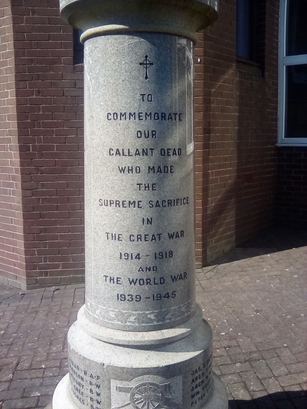 TO
COMMEMORATE
OUR
GALLANT DEAD
WHO MADE
THE
SUPREME SACRIFICE
IN
THE GREAT WAR
1914 - 1918
AND
THE WORLD WAR
1939 - 1945